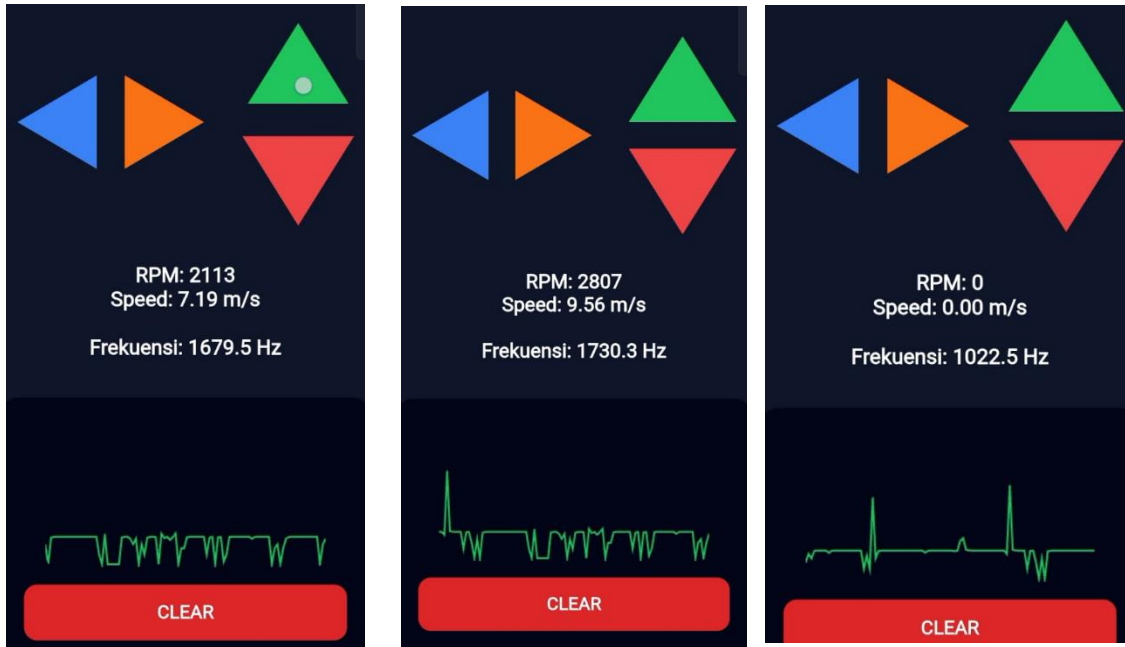 RPM: 2113
Speed: 7.19 m/s
Frekuensi: 1679.5 Hz
CLEAR
RPM: 2807
Speed: 9.56 m/s
Frekuensi: 1730.3 Hz
CLEAR
RPM: 0
Speed: 0.00 m/s
Frekuensi: 1022.5 Hz
CLEAR